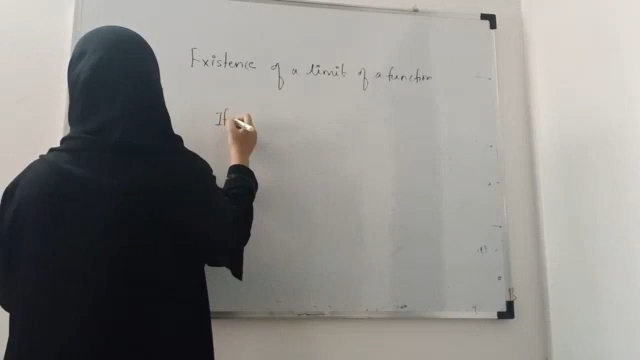 Existence of a limit of a function
If